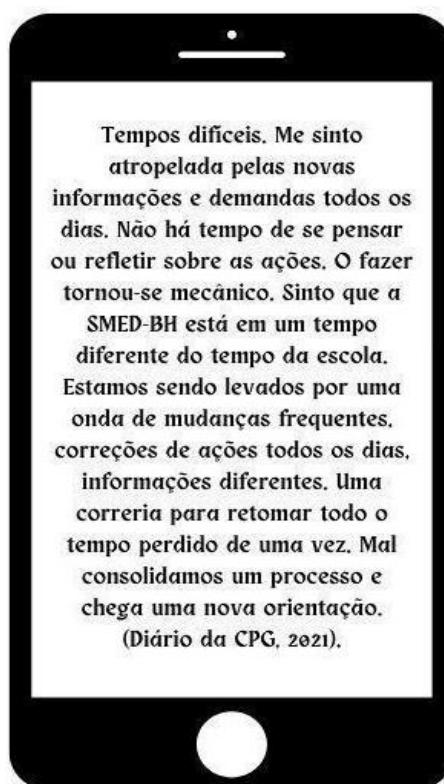 Tempos difíceis. Me sinto
atropelada pelas novas
informações e demandas todos os
dias. Não há tempo de se pensar
ou refletir sobre as ações. O fazer
tornou-se mecânico. Sinto que a
SMED-BH está em um tempo
diferente do tempo da escola.
Estamos sendo levados por uma
onda de mudanças frequentes,
correções de ações todos os dias,
informações diferentes. Uma
correria para retomar todo o
tempo perdido de uma vez. Mal
consolidamos um processo e
chega uma nova orientação.
(Diário da CPG, 2021).